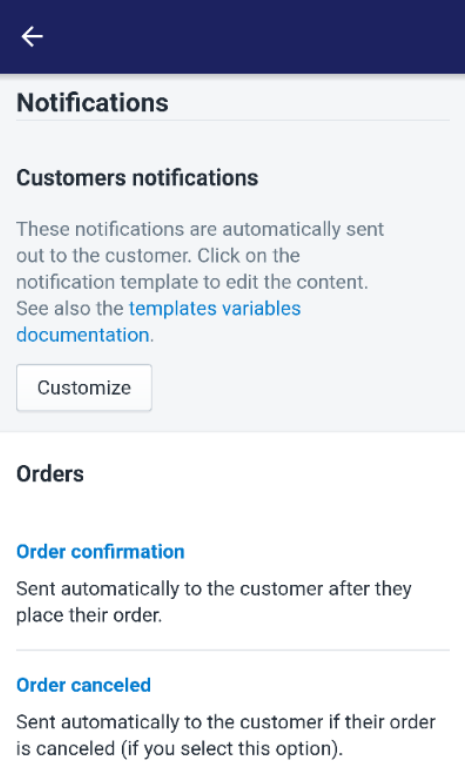 Notifications
Customers notifications
These notifications are automatically sent
out to the customer. Click on the
notification template to edit the content.
See also the templates variables
documentation.
Customize
Orders
Order confirmation
Sent automatically to the customer after they
place their order.
Order canceled
Sent automatically to the customer if their order
is canceled (if you select this option).